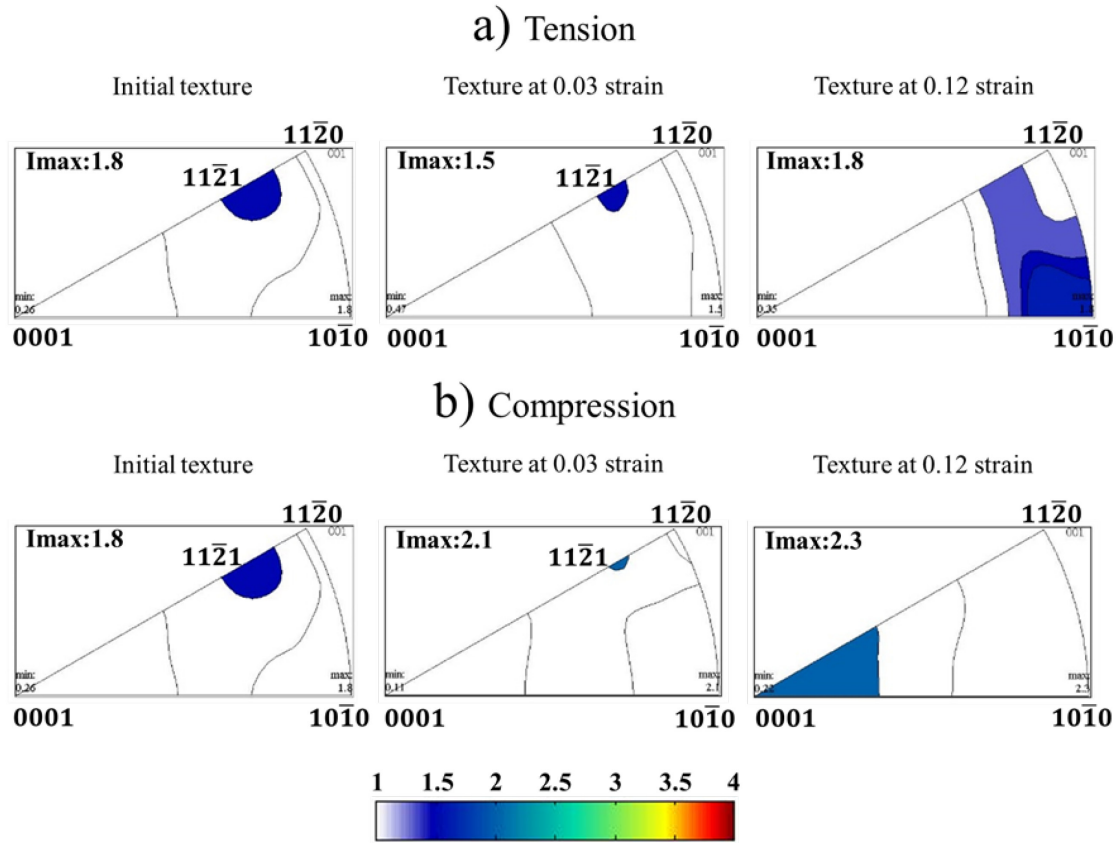 a) Tension
Initial texture
Texture at 0.03 strain
Texture at 0.12 strain
Imax:1.8
112̅1
112̅0
001
min:
0.26
max:
1.8
0001
101̅0
Imax:1.5
112̅1
112̅0
001
min:
0.47
max:
1.5
0001
101̅0
Imax:1.8
112̅0
001
min:
0.35
max:
0001
101̅0
b) Compression
Initial texture
Texture at 0.03 strain
Texture at 0.12 strain
Imax:1.8
112̅1
112̅0
001
min:
0.26
max:
1.8
0001
101̅0
Imax:2.1
112̅1
112̅0
001
min:
0.11
max:
2.1
0001
101̅0
Imax:2.3
112̅0
001
min:
0.22
max:
2.3
0001
101̅0
1 1.5 2 2.5 3 3.5 4